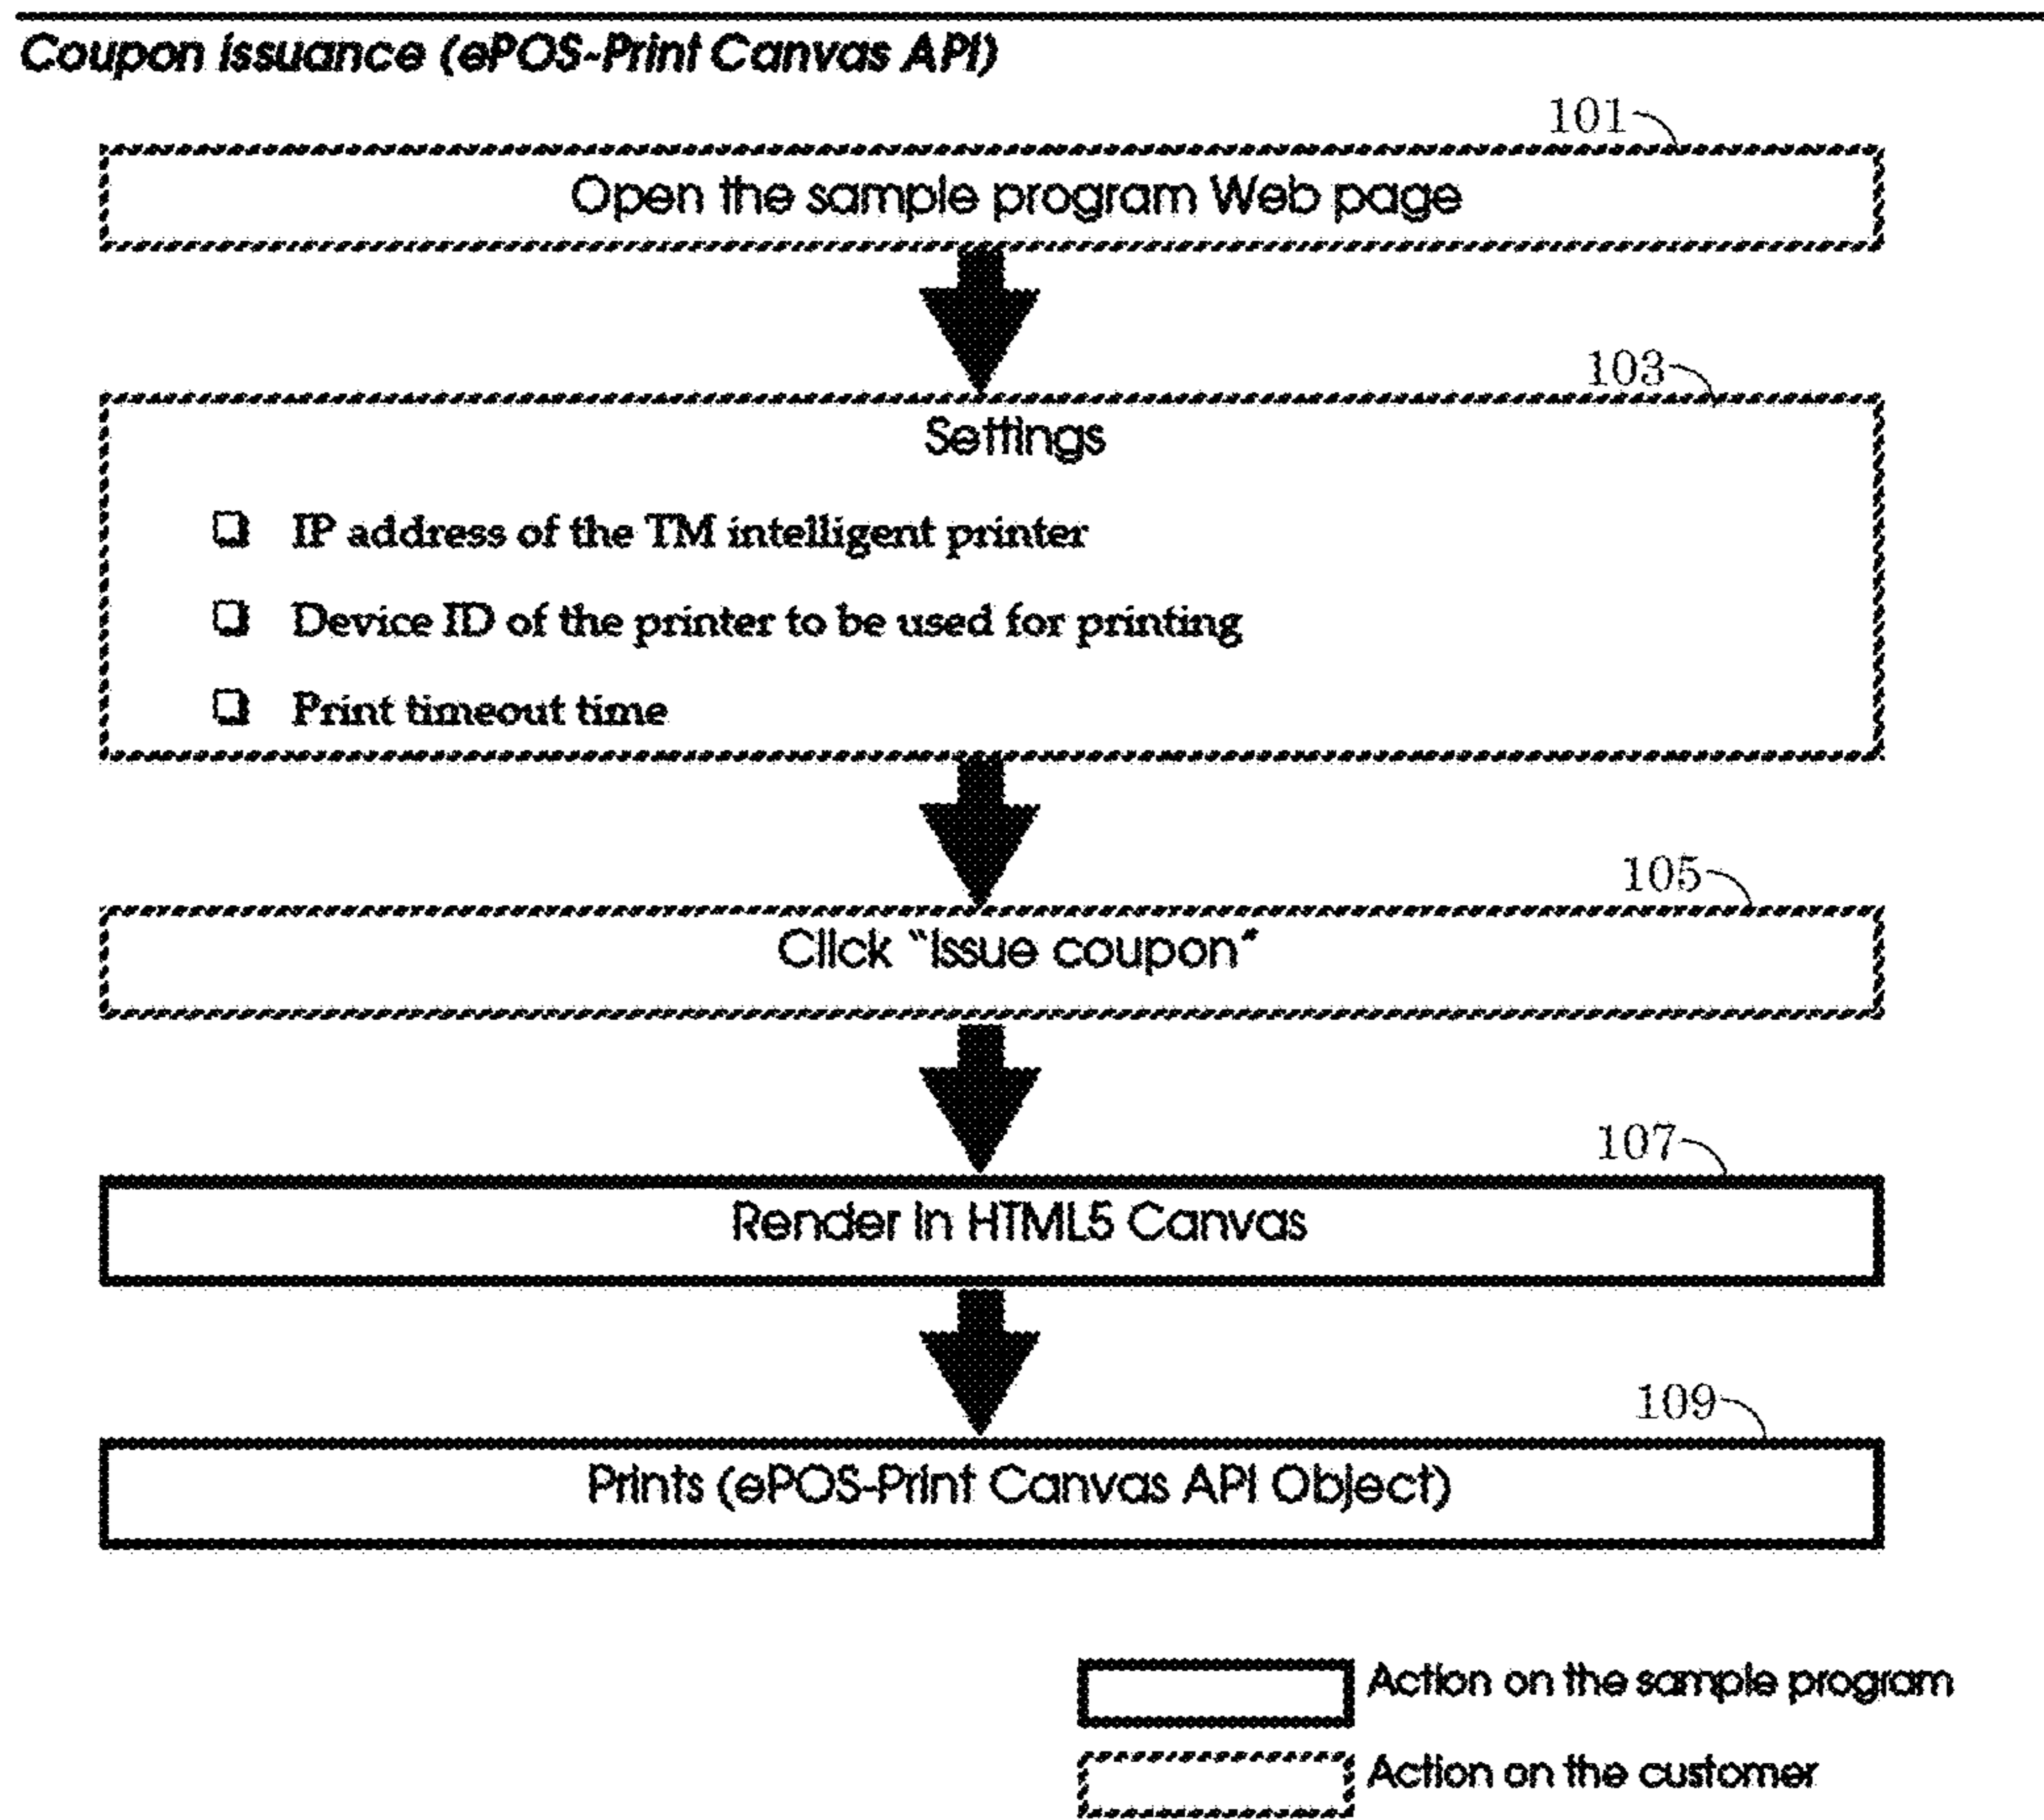 Coupon issuance (ePOS-Print Canvas API)
101
Open the sample program Web page
103
Settings
❏ IP address of the TM intelligent printer
❏ Device ID of the printer to be used for printing
❏ Print timeout time
105
Click "Issue coupon"
107
Render in HTML5 Canvas
109
Prints (ePOS-Print Canvas API Object)
Action on the sample program
Action on the customer